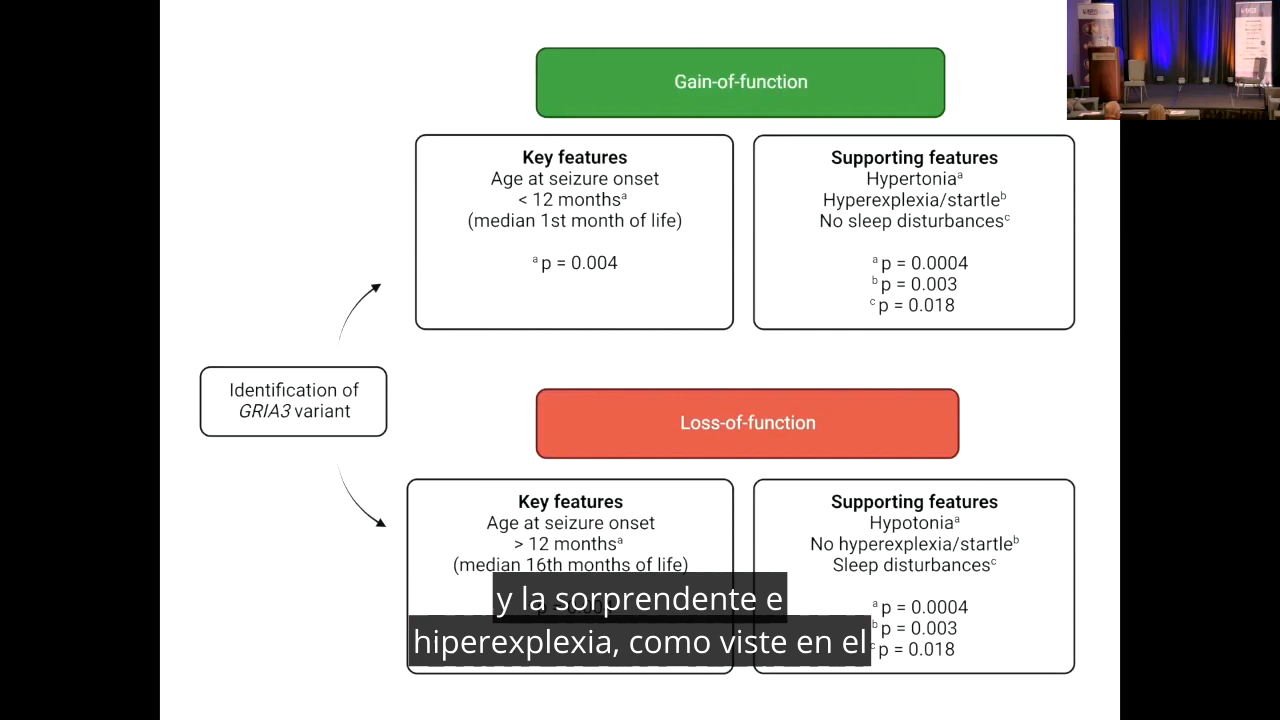 Gain-of-function
Key features
Age at seizure onset
< 12 monthsᵃ
(median 1st month of life)
ᵃ p = 0.004
Supporting features
Hypertoniaᵃ
Hyperexplexia/startleᵇ
No sleep disturbancesᶜ
ᵃ p = 0.0004
ᵇ p = 0.003
ᶜ p = 0.018
Identification of
GRIA3 variant
Loss-of-function
Key features
Age at seizure onset
> 12 monthsᵃ
(median 16th months of life)
Supporting features
Hypotoniaᵃ
No hyperexplexia/startleᵇ
Sleep disturbancesᶜ
ᵃ p = 0.0004
ᵇ p = 0.003
ᶜ p = 0.018
y la sorprendente e
hiperexplexia, como viste en el